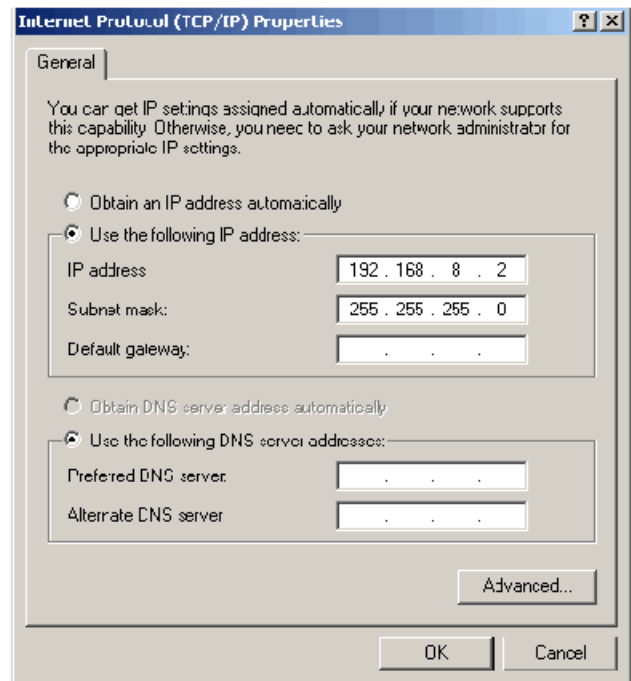 Internet Protocol (TCP/IP) Properties
General
You can get IP settings assigned automatically if your network supports
this capability. Otherwise, you need to ask your network administrator for
the appropriate IP settings.
Obtain an IP address automatically
Use the following IP address:
IP address 192 . 168 . 8 . 2
Subnet mask: 255 . 255 . 255 . 0
Default gateway: . . .
Obtain DNS server address automatically
Use the following DNS server addresses:
Preferred DNS server: . . .
Alternate DNS server . . .
Advanced...
OK Cancel